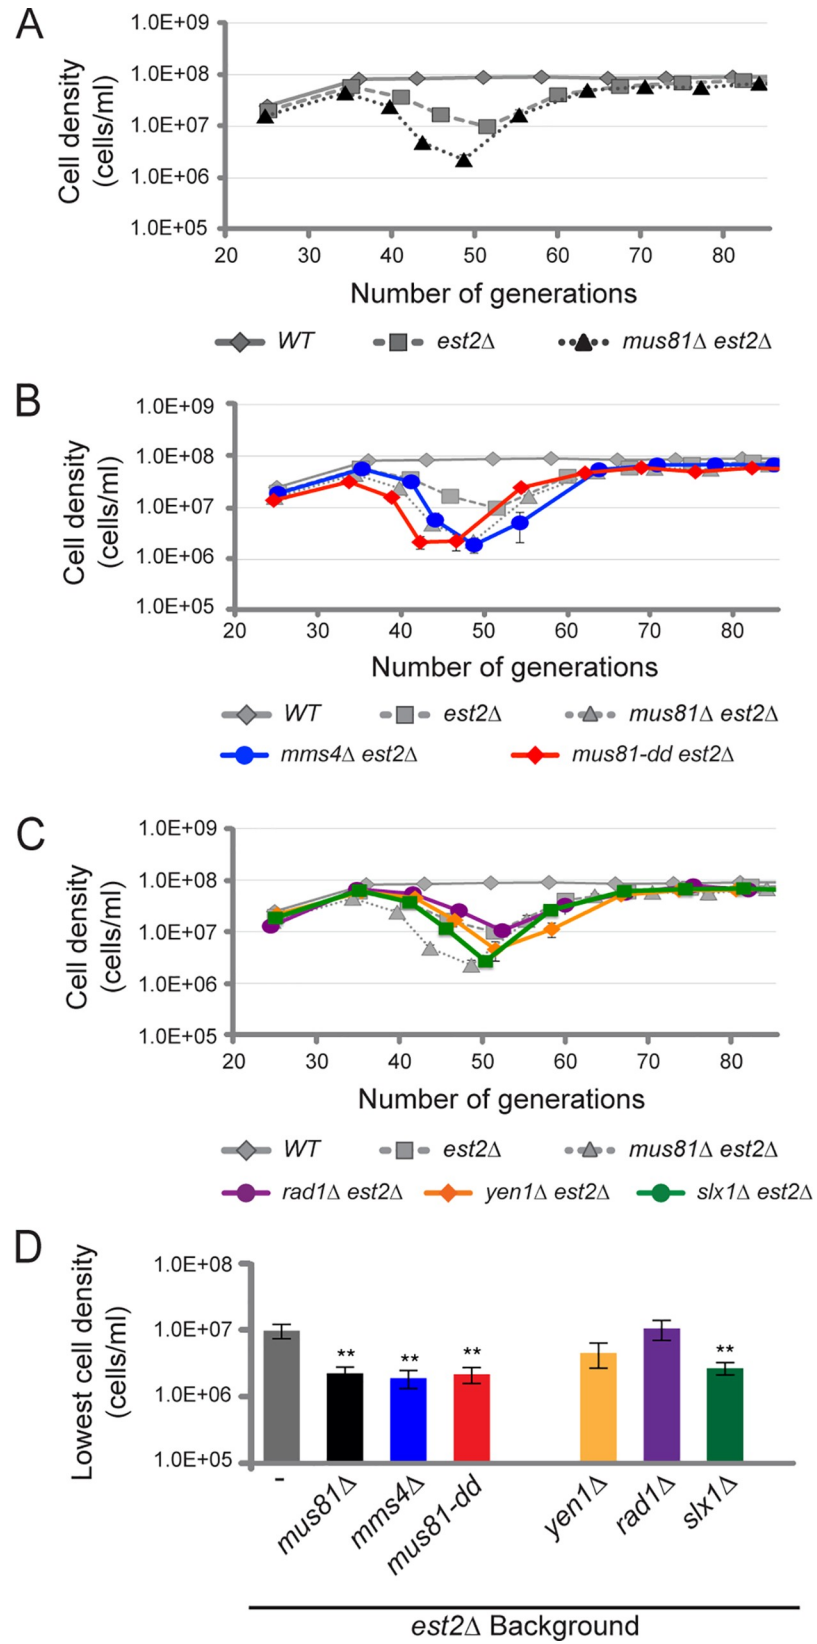 A
1.0E+09
1.0E+08
1.0E+07
1.0E+06
1.0E+05
Cell density
(cells/ml)
20 30 40 50 60 70 80
Number of generations
WT est2Δ mus81Δ est2Δ
B
1.0E+09
1.0E+08
1.0E+07
1.0E+06
1.0E+05
Cell density
(cells/ml)
20 30 40 50 60 70 80
Number of generations
WT est2Δ mus81Δ est2Δ
mms4Δ est2Δ mus81-dd est2Δ
C
1.0E+09
1.0E+08
1.0E+07
1.0E+06
1.0E+05
Cell density
(cells/ml)
20 30 40 50 60 70 80
Number of generations
WT est2Δ mus81Δ est2Δ
rad1Δ est2Δ yen1Δ est2Δ slx1Δ est2Δ
D
1.0E+08
1.0E+07
1.0E+06
1.0E+05
Lowest cell density
(cells/ml)
** ** ** **
- mus81Δ mms4Δ mus81-dd yen1Δ rad1Δ slx1Δ
est2Δ Background